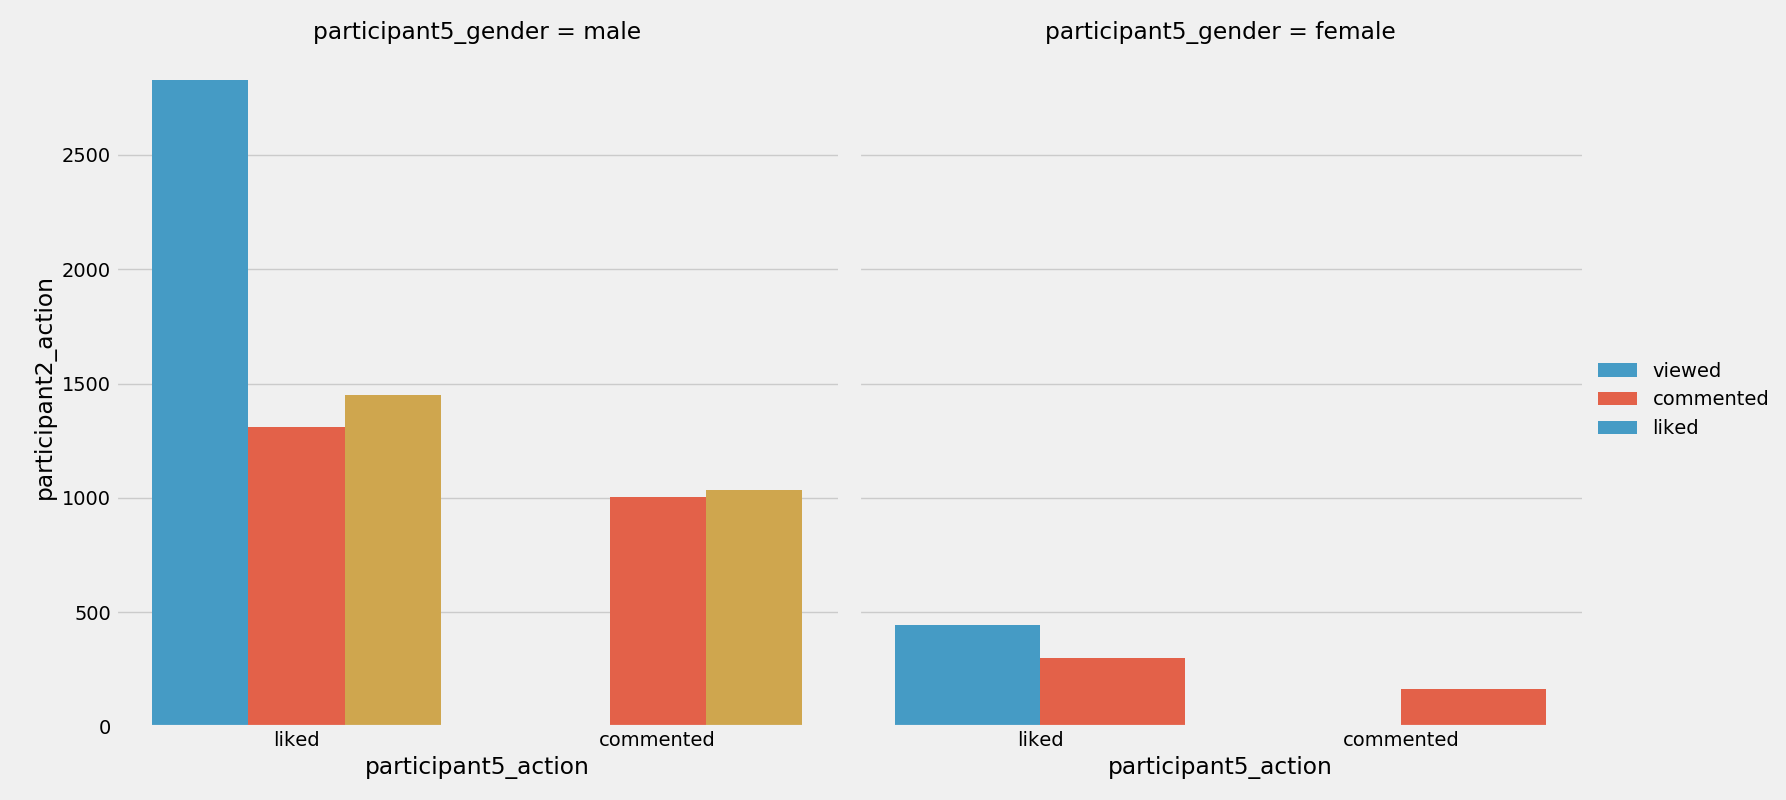 participant5_gender = male
participant5_gender = female
participant2_action
2500
2000
1500
1000
500
0
liked
commented
liked
commented
participant5_action
participant5_action
viewed
commented
liked